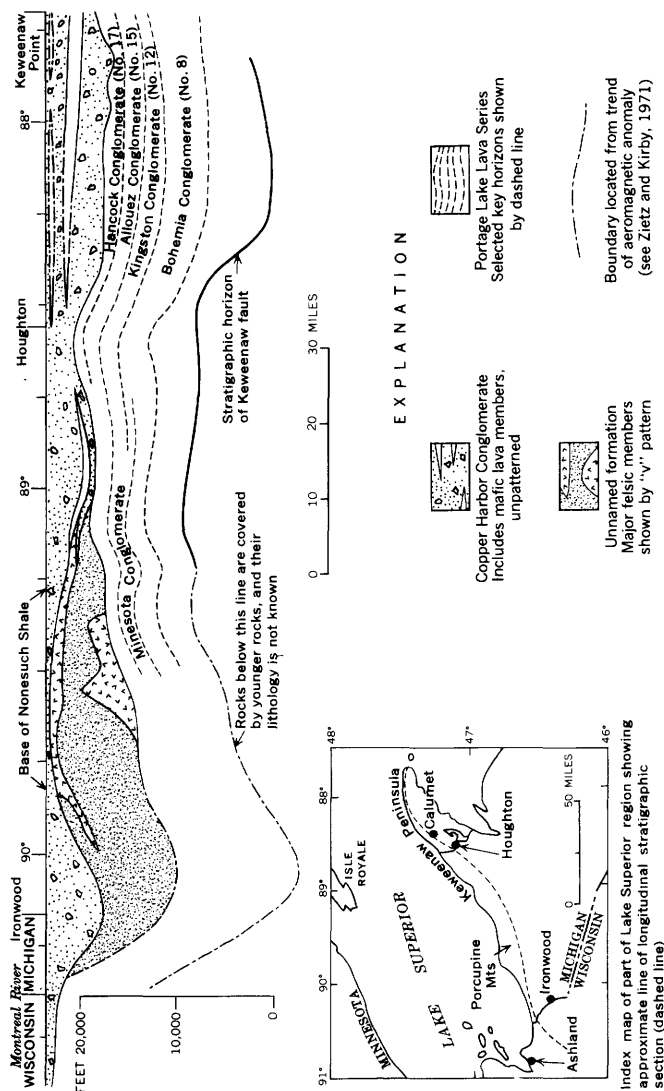 Montreal River
WISCONSIN
MICHIGAN
Ironwood
90°
Base of Nonesuch Shale
89°
Houghton
88°
Keweenaw
Point
FEET
20,000
10,000
0
Hancock Conglomerate (No. 17)
Allouez Conglomerate (No. 15)
Kingston Conglomerate (No. 12)
Bohemia Conglomerate (No. 8)
Minesota Conglomerate
Rocks below this line are covered
by younger rocks, and their
lithology is not known
Stratigraphic horizon
of Keweenaw fault
0 10 20 30 MILES
EXPLANATION
Copper Harbor Conglomerate
Includes mafic lava members,
unpatterned
Portage Lake Lava Series
Selected key horizons shown
by dashed line
Unnamed formation
Major felsic members
shown by "v" pattern
Boundary located from trend
of aeromagnetic anomaly
(see Zietz and Kirby, 1971)
91° 90° 89° 88°
48°
47°
46°
MINNESOTA
ISLE
ROYALE
LAKE SUPERIOR
Keweenaw Peninsula
Calumet
Houghton
Porcupine
Mts
Ironwood
Ashland
MICHIGAN
WISCONSIN
0 50 MILES
Index map of part of Lake Superior region showing
approximate line of longitudinal stratigraphic
section (dashed line)